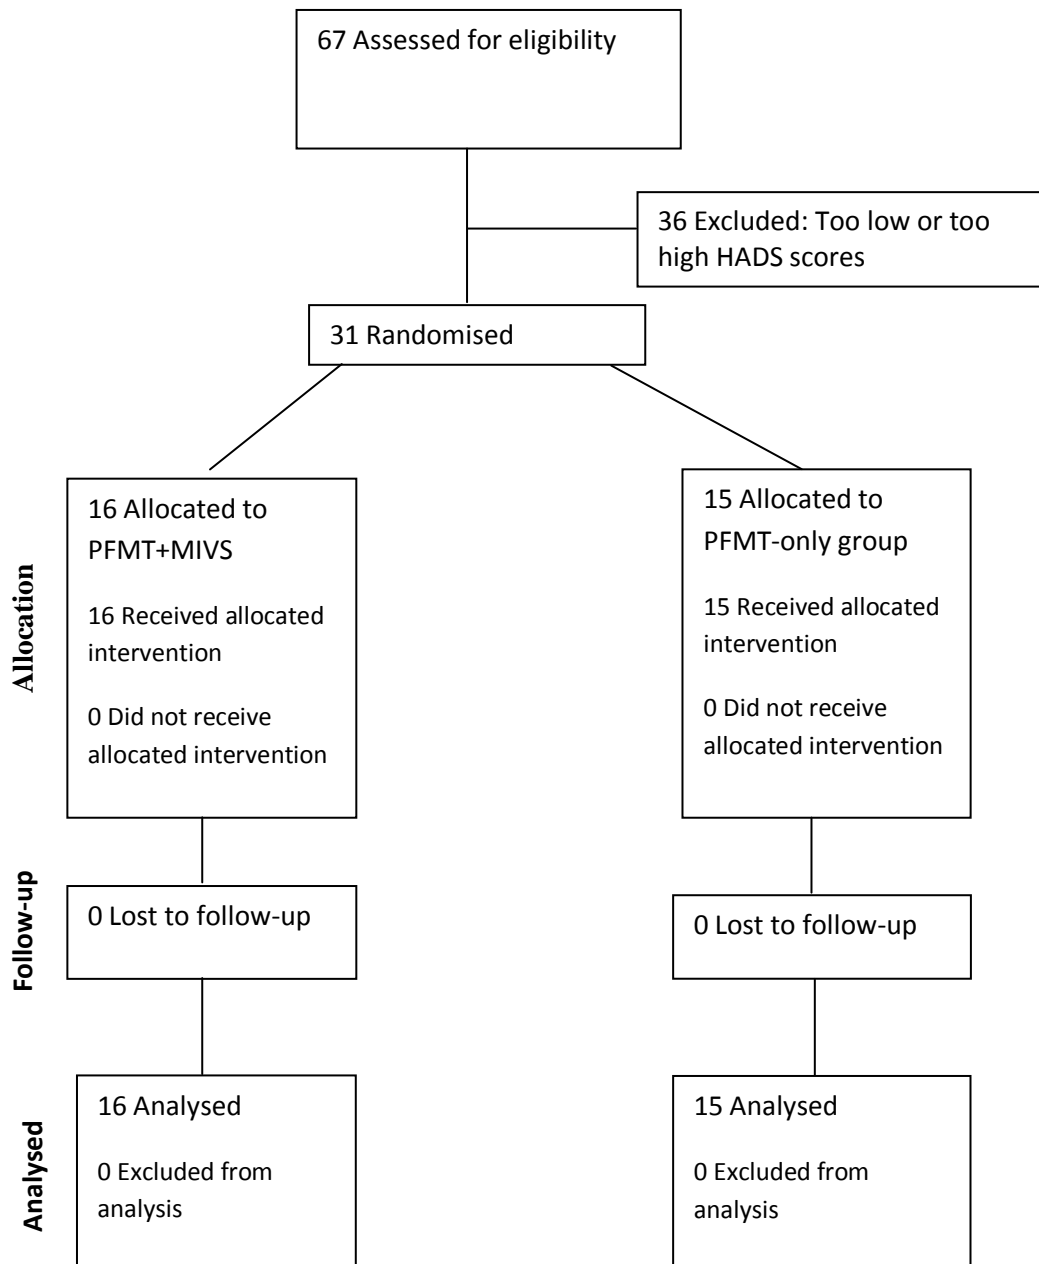 67 Assessed for eligibility
36 Excluded: Too low or too
high HADS scores
31 Randomised
Allocation
16 Allocated to
PFMT+MIVS
16 Received allocated
intervention
0 Did not receive
allocated intervention
15 Allocated to
PFMT-only group
15 Received allocated
intervention
0 Did not receive
allocated intervention
Follow-up
0 Lost to follow-up
0 Lost to follow-up
Analysed
16 Analysed
0 Excluded from
analysis
15 Analysed
0 Excluded from
analysis